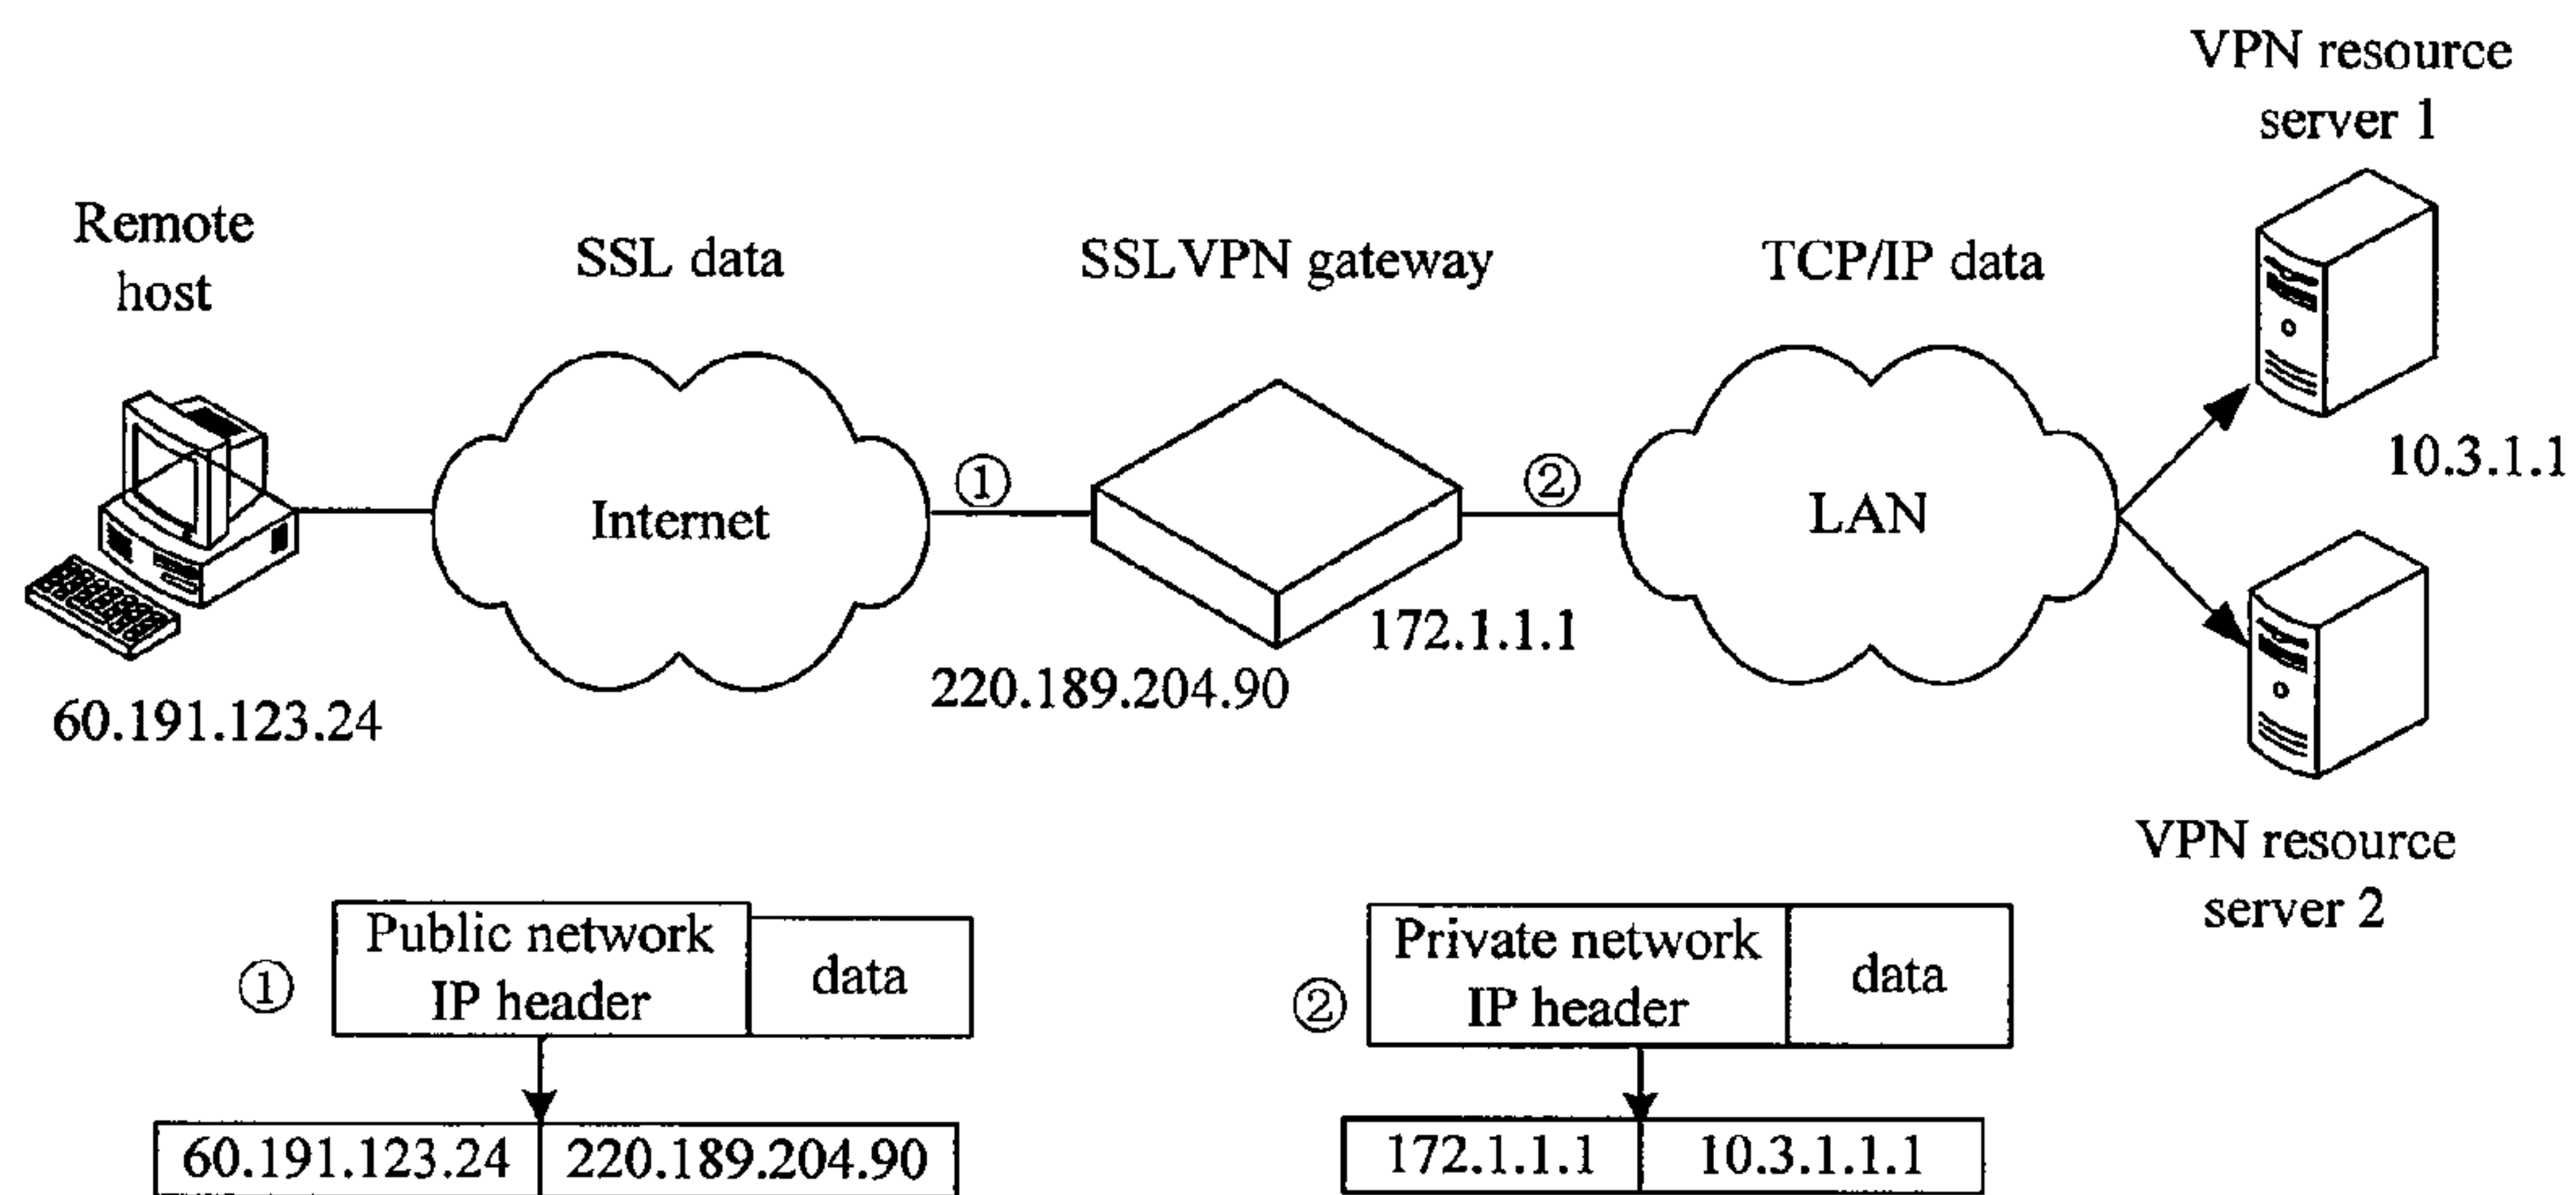 VPN resource
server 1
Remote
host
SSL data
SSLVPN gateway
TCP/IP data
10.3.1.1
①
②
Internet
LAN
172.1.1.1
220.189.204.90
60.191.123.24
VPN resource
server 2
①
Public network
IP header
data
②
Private network
IP header
data
60.191.123.24
220.189.204.90
172.1.1.1
10.3.1.1.1